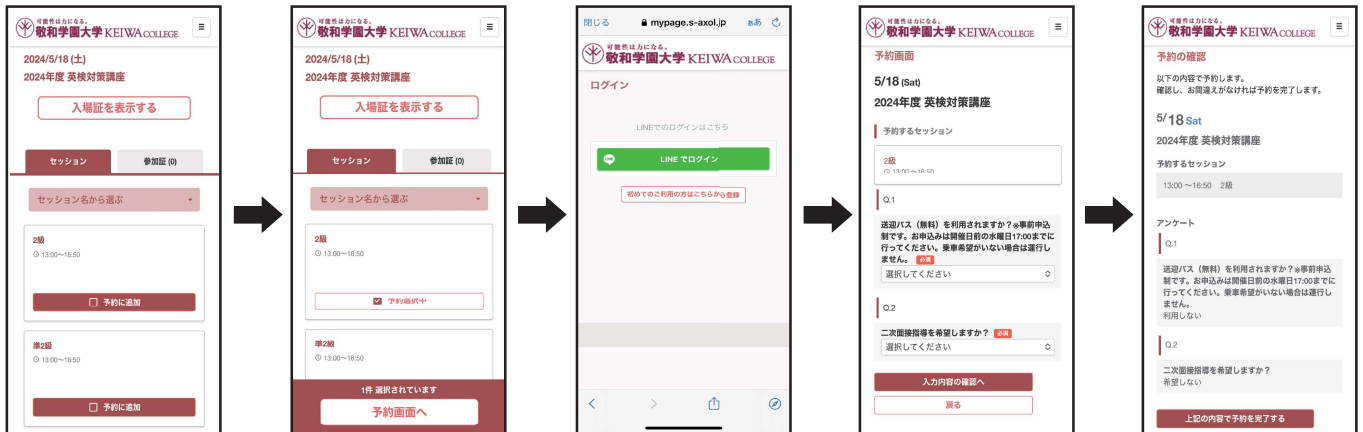 可能性は力になる。
敬和学園大学 KEIWA COLLEGE
2024/5/18 (土)
2024年度 英検対策講座
入場証を表示する
セッション
参加証 (0)
セッション名から選ぶ
2級
13:00〜16:50
予約に追加
準2級
13:00〜16:50
予約に追加
可能性は力になる。
敬和学園大学 KEIWA COLLEGE
2024/5/18 (土)
2024年度 英検対策講座
入場証を表示する
セッション
参加証 (0)
セッション名から選ぶ
2級
13:00〜16:50
予約選択中
準2級
13:00〜16:50
1件 選択されています
予約画面へ
閉じる
mypage.s-axol.jp
ああ
可能性は力になる。
敬和学園大学 KEIWA COLLEGE
ログイン
LINEでのログインはこちら
LINE でログイン
初めてのご利用の方はこちらから登録
可能性は力になる。
敬和学園大学 KEIWA COLLEGE
予約画面
5/18 (Sat)
2024年度 英検対策講座
予約するセッション
2級
13:00 〜16:50
Q.1
送迎バス（無料）を利用されますか？※事前申込
制です。お申込みは開催日前の水曜日17:00までに
行ってください。乗車希望がいない場合は運行し
ません。 必須
選択してください
Q.2
二次面接指導を希望しますか？ 必須
選択してください
入力内容の確認へ
戻る
可能性は力になる。
敬和学園大学 KEIWA COLLEGE
予約の確認
以下の内容で予約します。
確認し、お間違えがなければ予約を完了します。
5/18 Sat
2024年度 英検対策講座
予約するセッション
13:00 〜16:50 2級
アンケート
Q.1
送迎バス（無料）を利用されますか？※事前申込
制です。お申込みは開催日前の水曜日17:00までに
行ってください。乗車希望がいない場合は運行し
ません。
利用しない
Q.2
二次面接指導を希望しますか？
希望しない
上記の内容で予約を完了する